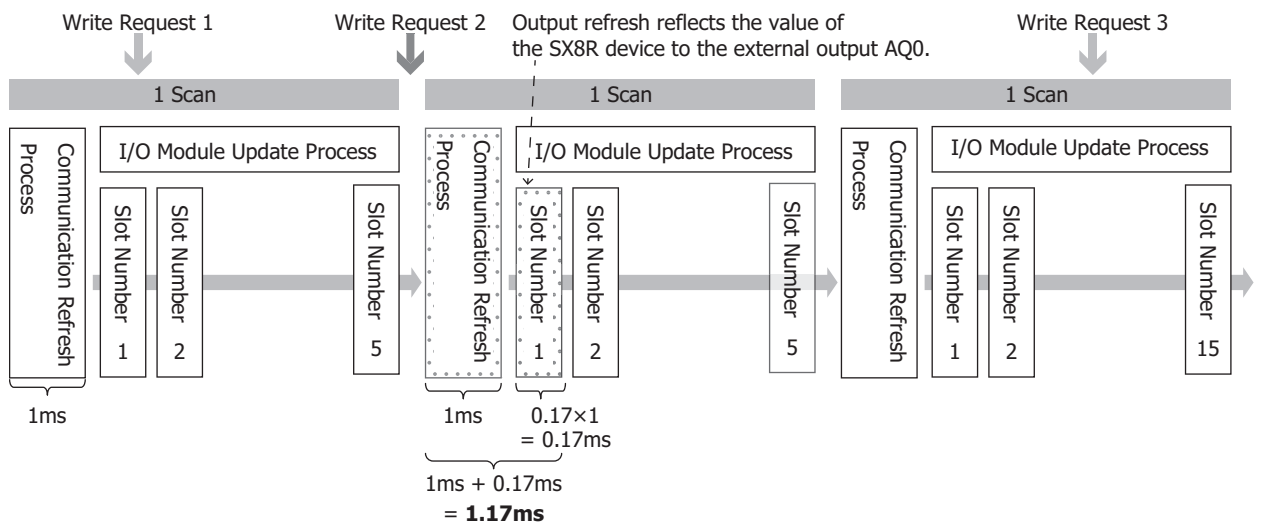 Write Request 1
Write Request 2
Output refresh reflects the value of
the SX8R device to the external output AQ0.
Write Request 3
1 Scan
1 Scan
1 Scan
Communication Refresh
Process
I/O Module Update Process
Slot Number 1
Slot Number 2
Slot Number 5
Communication Refresh
Process
I/O Module Update Process
Slot Number 1
Slot Number 2
Slot Number 5
Communication Refresh
Process
I/O Module Update Process
Slot Number 1
Slot Number 2
Slot Number 15
1ms
1ms
0.17×1
= 0.17ms
1ms + 0.17ms
= 1.17ms